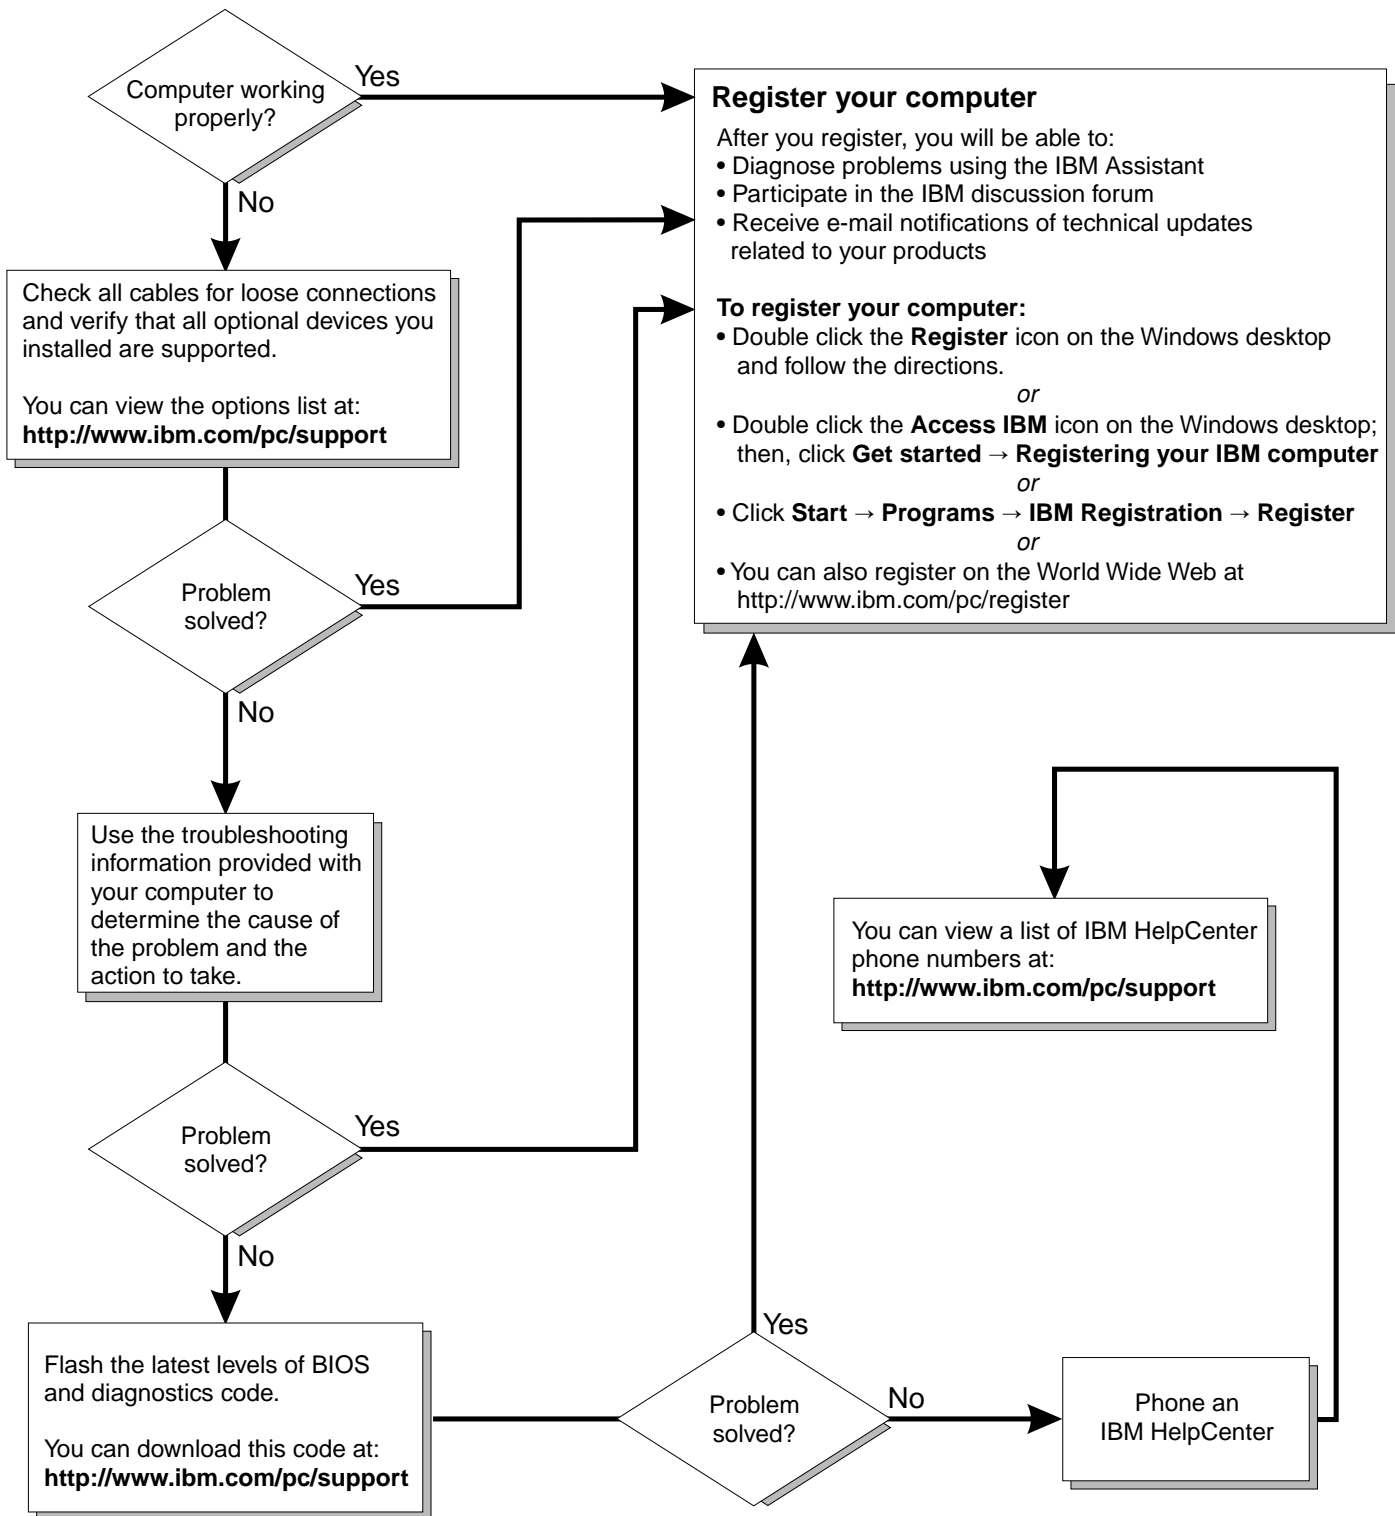 Computer working
properly?
Yes
No
Register your computer
After you register, you will be able to:
• Diagnose problems using the IBM Assistant
• Participate in the IBM discussion forum
• Receive e-mail notifications of technical updates
related to your products
To register your computer:
• Double click the Register icon on the Windows desktop
and follow the directions.
or
• Double click the Access IBM icon on the Windows desktop;
then, click Get started → Registering your IBM computer
or
• Click Start → Programs → IBM Registration → Register
or
• You can also register on the World Wide Web at
http://www.ibm.com/pc/register
Check all cables for loose connections
and verify that all optional devices you
installed are supported.
You can view the options list at:
http://www.ibm.com/pc/support
Problem
solved?
Yes
No
Use the troubleshooting
information provided with
your computer to
determine the cause of
the problem and the
action to take.
Problem
solved?
Yes
No
Flash the latest levels of BIOS
and diagnostics code.
You can download this code at:
http://www.ibm.com/pc/support
Problem
solved?
Yes
No
Phone an
IBM HelpCenter
You can view a list of IBM HelpCenter
phone numbers at:
http://www.ibm.com/pc/support